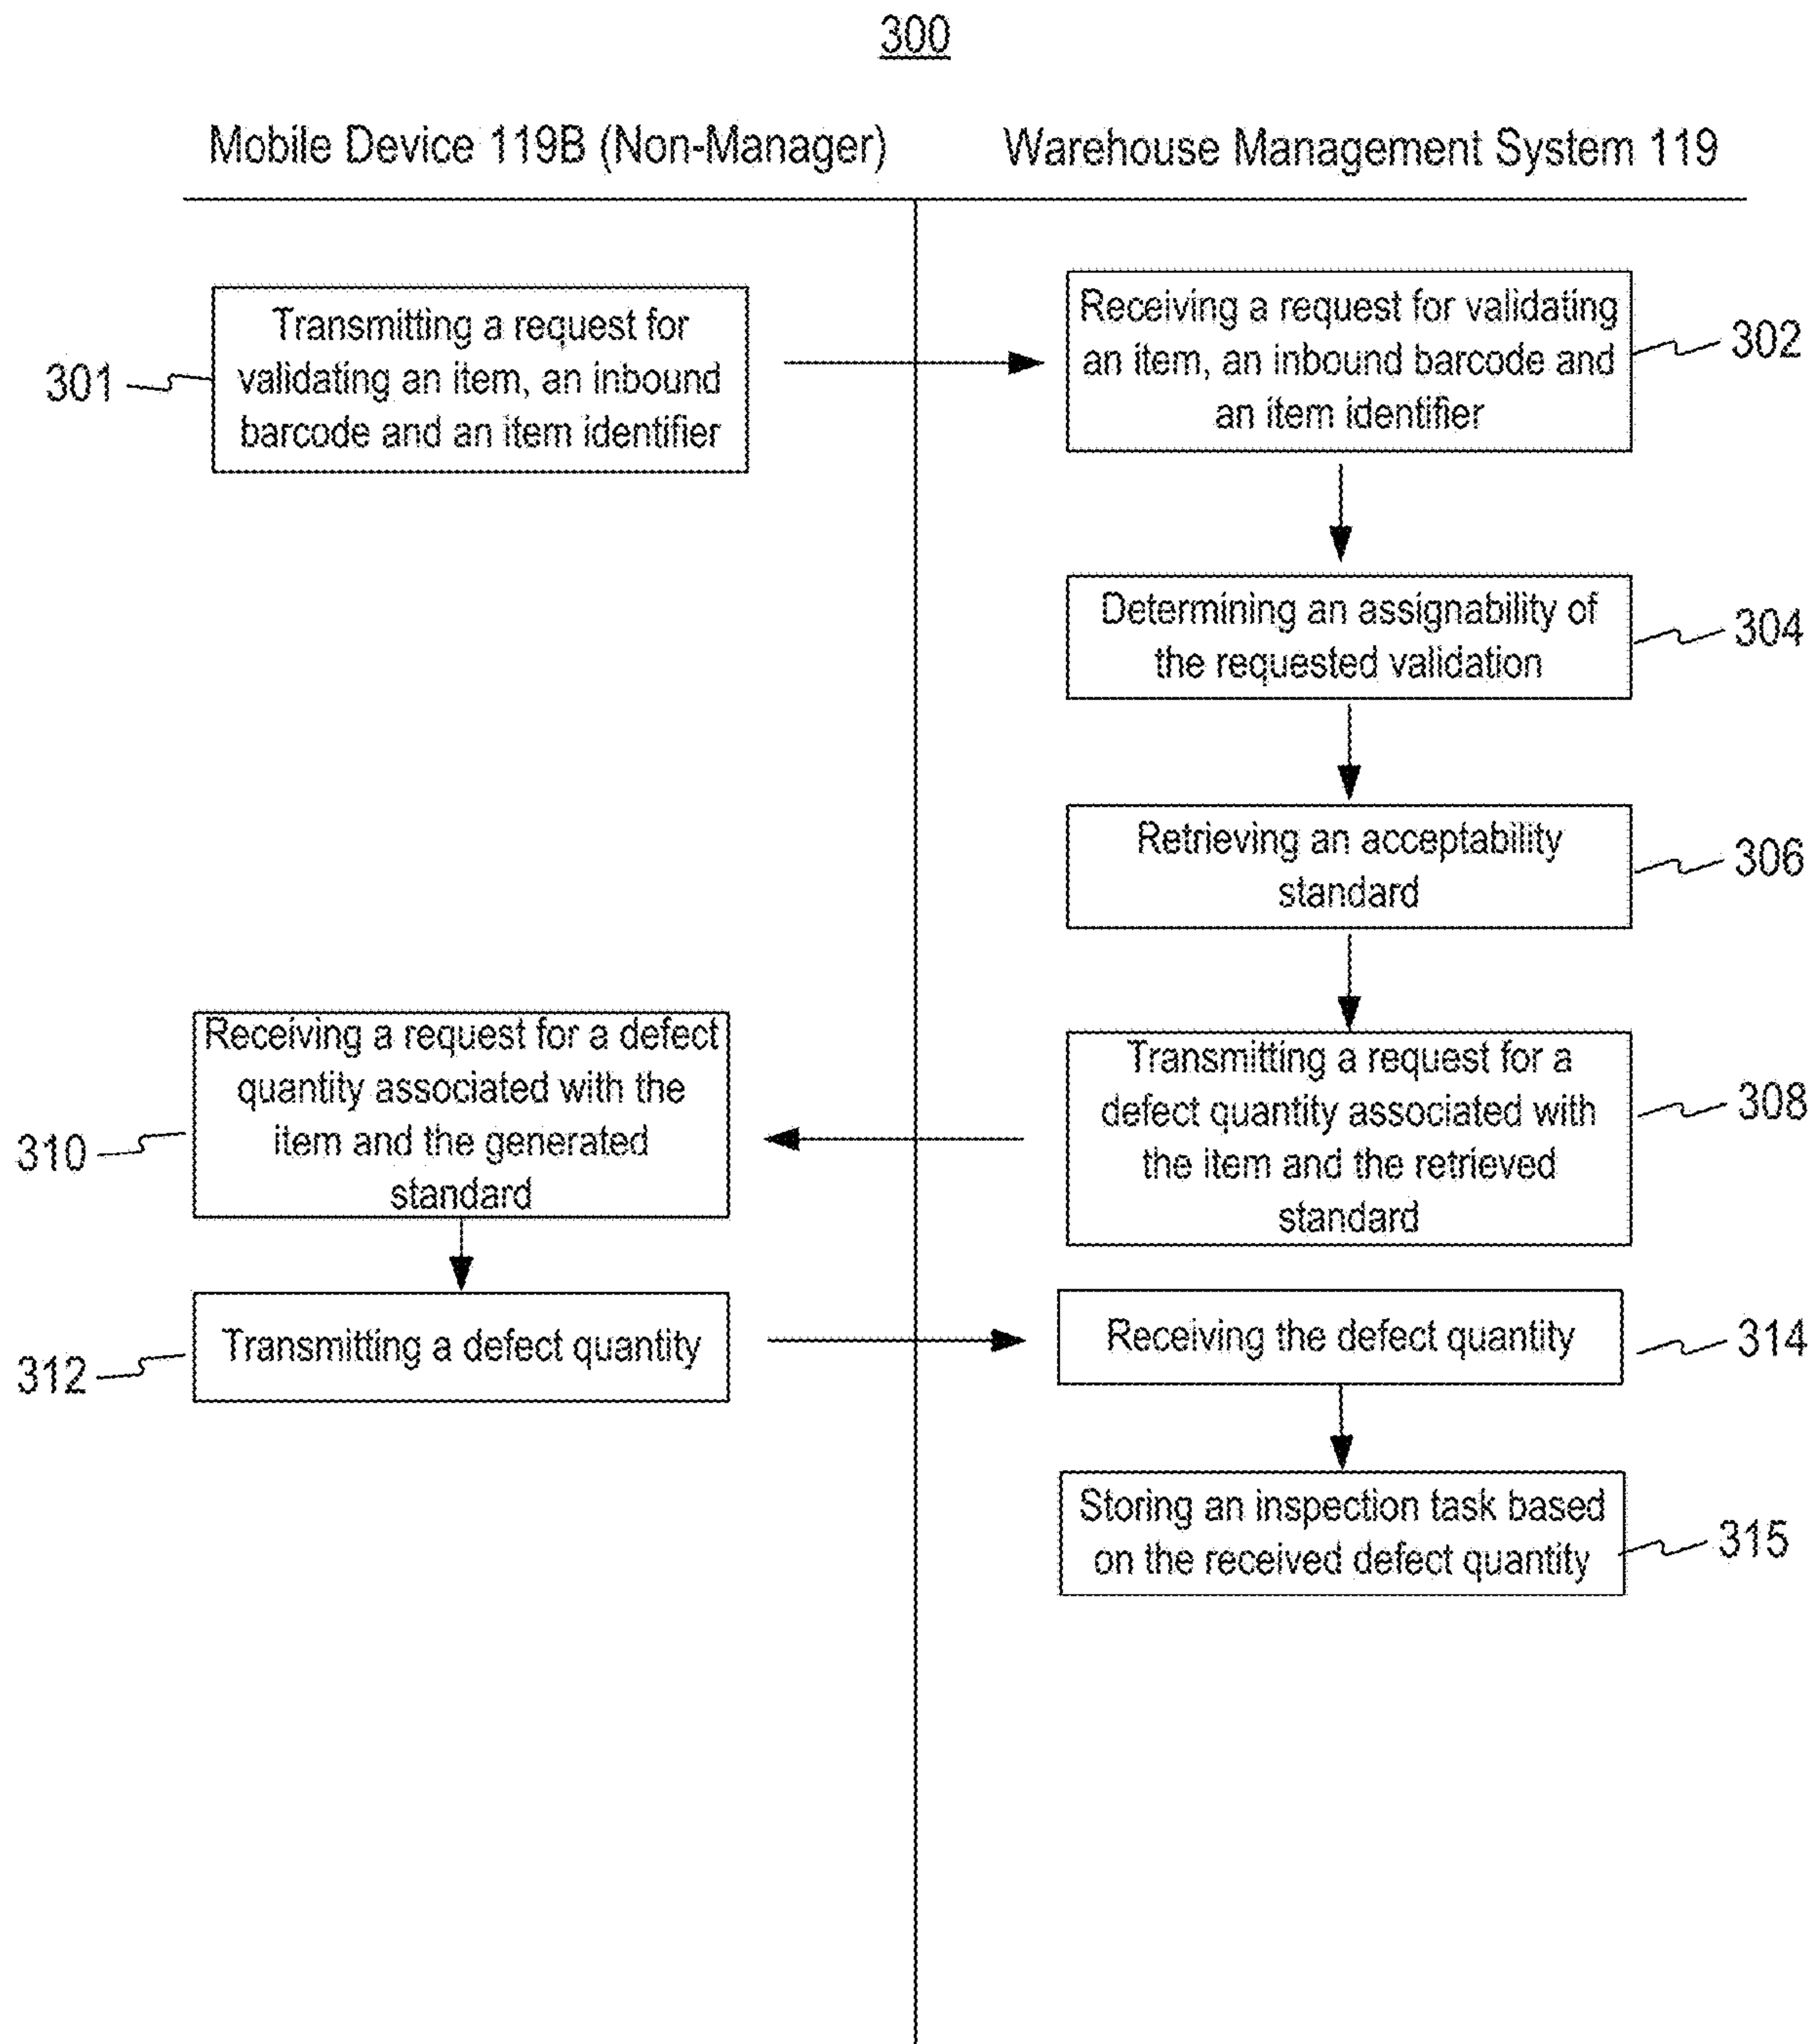 300
Mobile Device 119B (Non-Manager)
Warehouse Management System 119
301
Transmitting a request for
validating an item, an inbound
barcode and an item identifier
Receiving a request for validating
an item, an inbound barcode and
an item identifier
302
Determining an assignability of
the requested validation
304
Retrieving an acceptability
standard
306
Transmitting a request for a
defect quantity associated with
the item and the retrieved
standard
308
310
Receiving a request for a defect
quantity associated with the
item and the generated
standard
312
Transmitting a defect quantity
Receiving the defect quantity
314
Storing an inspection task based
on the received defect quantity
315